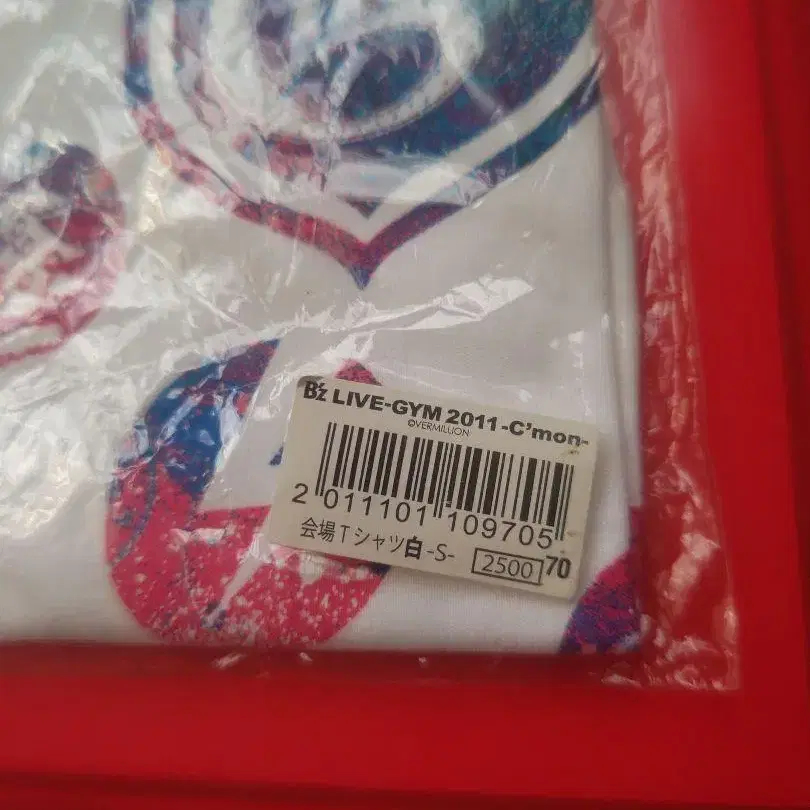 B'z LIVE-GYM 2011 -C'mon-
©VERMILLION
2 011101 109705
会場Tシャツ白 -S- 2500 70